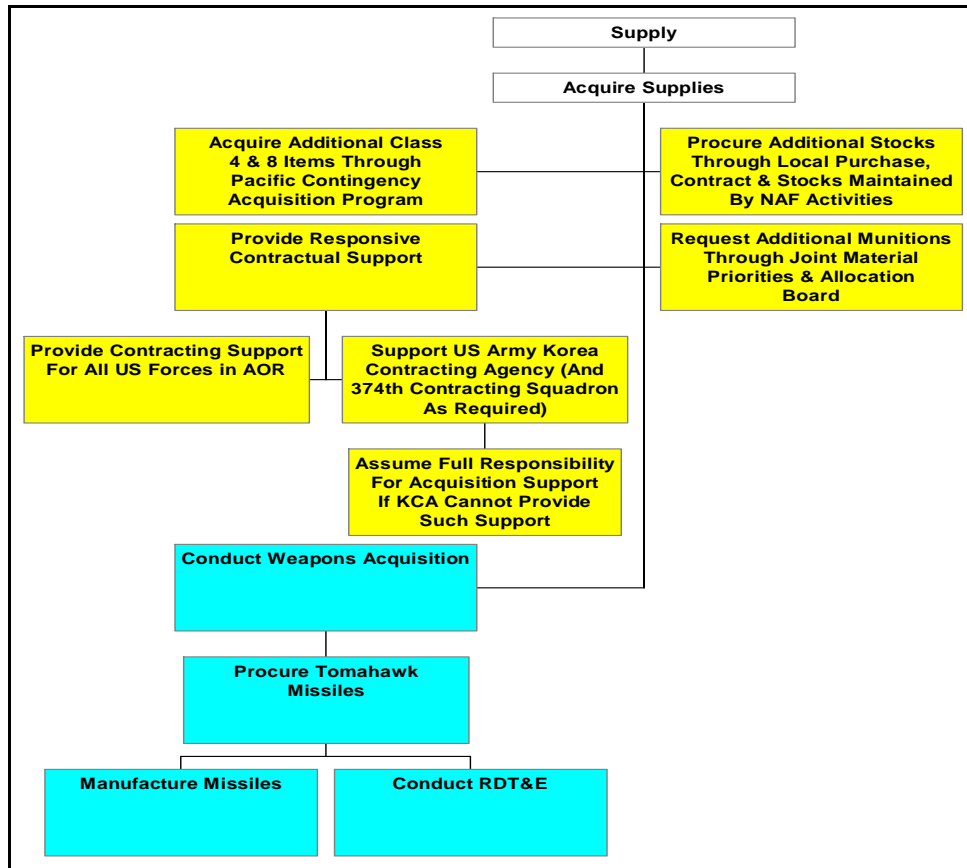 Supply
Acquire Supplies
Acquire Additional Class
4 & 8 Items Through
Pacific Contingency
Acquisition Program
Procure Additional Stocks
Through Local Purchase,
Contract & Stocks Maintained
By NAF Activities
Provide Responsive
Contractual Support
Request Additional Munitions
Through Joint Material
Priorities & Allocation
Board
Provide Contracting Support
For All US Forces in AOR
Support US Army Korea
Contracting Agency (And
374th Contracting Squadron
As Required)
Assume Full Responsibility
For Acquisition Support
If KCA Cannot Provide
Such Support
Conduct Weapons Acquisition
Procure Tomahawk
Missiles
Manufacture Missiles
Conduct RDT&E